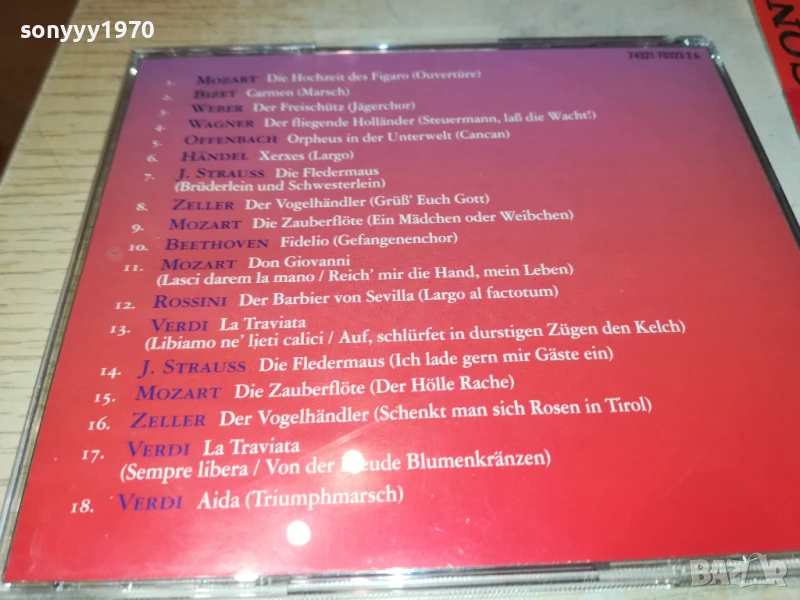 sonyyy1970
74321 70323 2 6
1. MOZART Die Hochzeit des Figaro (Ouvertüre)
2. BIZET Carmen (Marsch)
3. WEBER Der Freischütz (Jägerchor)
4. WAGNER Der fliegende Holländer (Steuermann, laß die Wacht!)
5. OFFENBACH Orpheus in der Unterwelt (Cancan)
6. HÄNDEL Xerxes (Largo)
7. J. STRAUSS Die Fledermaus
(Brüderlein und Schwesterlein)
8. ZELLER Der Vogelhändler (Grüß' Euch Gott)
9. MOZART Die Zauberflöte (Ein Mädchen oder Weibchen)
10. BEETHOVEN Fidelio (Gefangenenchor)
11. MOZART Don Giovanni
(Lasci darem la mano / Reich' mir die Hand, mein Leben)
12. ROSSINI Der Barbier von Sevilla (Largo al factotum)
13. VERDI La Traviata
(Libiamo ne' ljeti calici / Auf, schlürfet in durstigen Zügen den Kelch)
14. J. STRAUSS Die Fledermaus (Ich lade gern mir Gäste ein)
15. MOZART Die Zauberflöte (Der Hölle Rache)
16. ZELLER Der Vogelhändler (Schenkt man sich Rosen in Tirol)
17. VERDI La Traviata
(Sempre libera / Von der Freude Blumenkränzen)
18. VERDI Aida (Triumphmarsch)
BAZAR